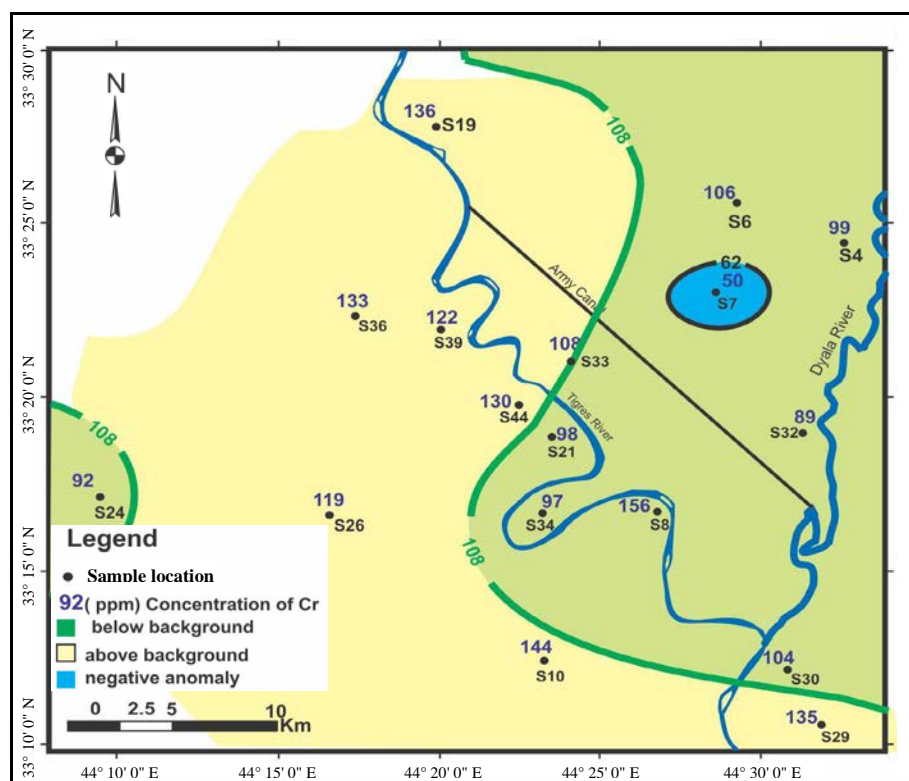 33° 30' 0" N
33° 25' 0" N
33° 20' 0" N
33° 15' 0" N
33° 10' 0" N
N
136
S19
108
106
S6
99
S4
62
50
S7
Army Canal
133
S36
122
S39
108
S33
Dyala River
130
S44
Tigres River
98
S21
89
S32
108
92
S24
119
S26
97
S34
156
S8
108
144
S10
104
S30
135
S29
Legend
Sample location
92( ppm) Concentration of Cr
below background
above background
negative anomaly
0 2.5 5 10
Km
44° 10' 0" E
44° 20' 0" E
44° 25' 0" E
44° 30' 0" E